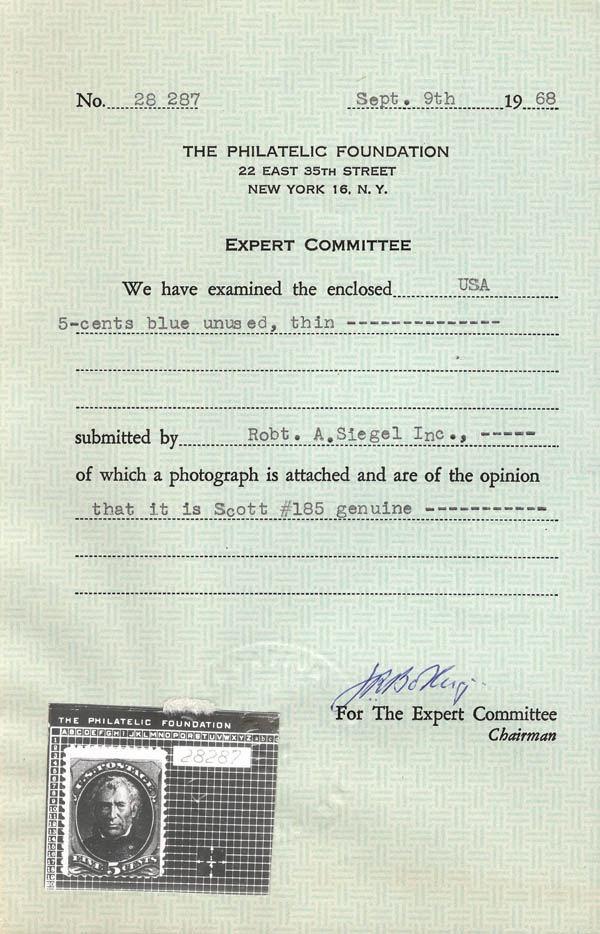 No. 28 287 Sept. 9th 19 68
THE PHILATELIC FOUNDATION
22 EAST 35TH STREET
NEW YORK 16, N. Y.
EXPERT COMMITTEE
We have examined the enclosed USA
5-cents blue unused, thin --------------
submitted by Robt. A.Siegel Inc., -----
of which a photograph is attached and are of the opinion
that it is Scott #185 genuine -----------
For The Expert Committee
Chairman
THE PHILATELIC FOUNDATION
ABCDEFGHIJKLMNOPQRSTUVWXYZabcd
28287
U.S. POSTAGE
FIVE 5 CENTS